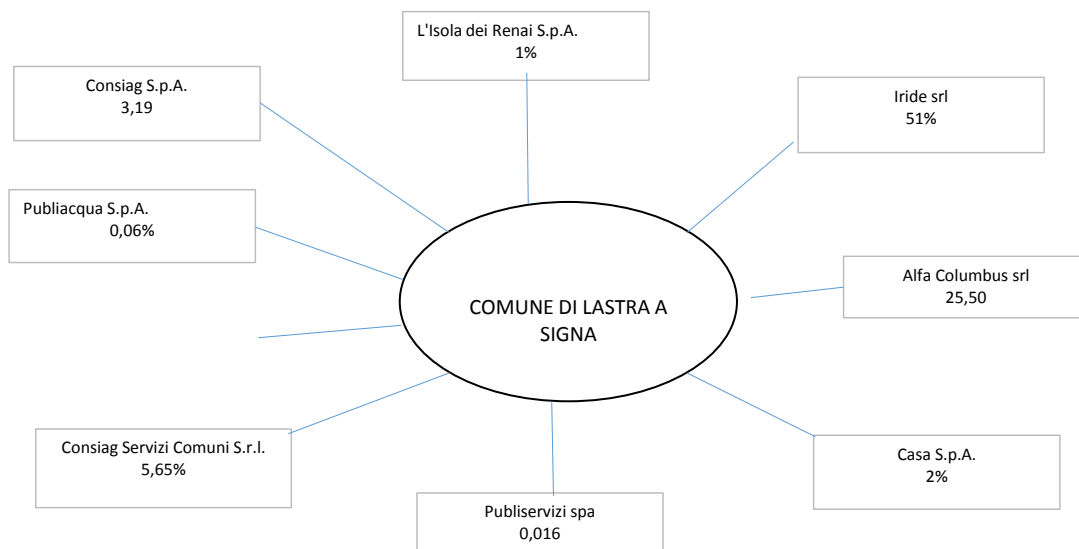 L'Isola dei Renai S.p.A.
1%
Consiag S.p.A.
3,19
Iride srl
51%
Publiacqua S.p.A.
0,06%
Alfa Columbus srl
25,50
COMUNE DI LASTRA A
SIGNA
Consiag Servizi Comuni S.r.l.
5,65%
Casa S.p.A.
2%
Publiservizi spa
0,016